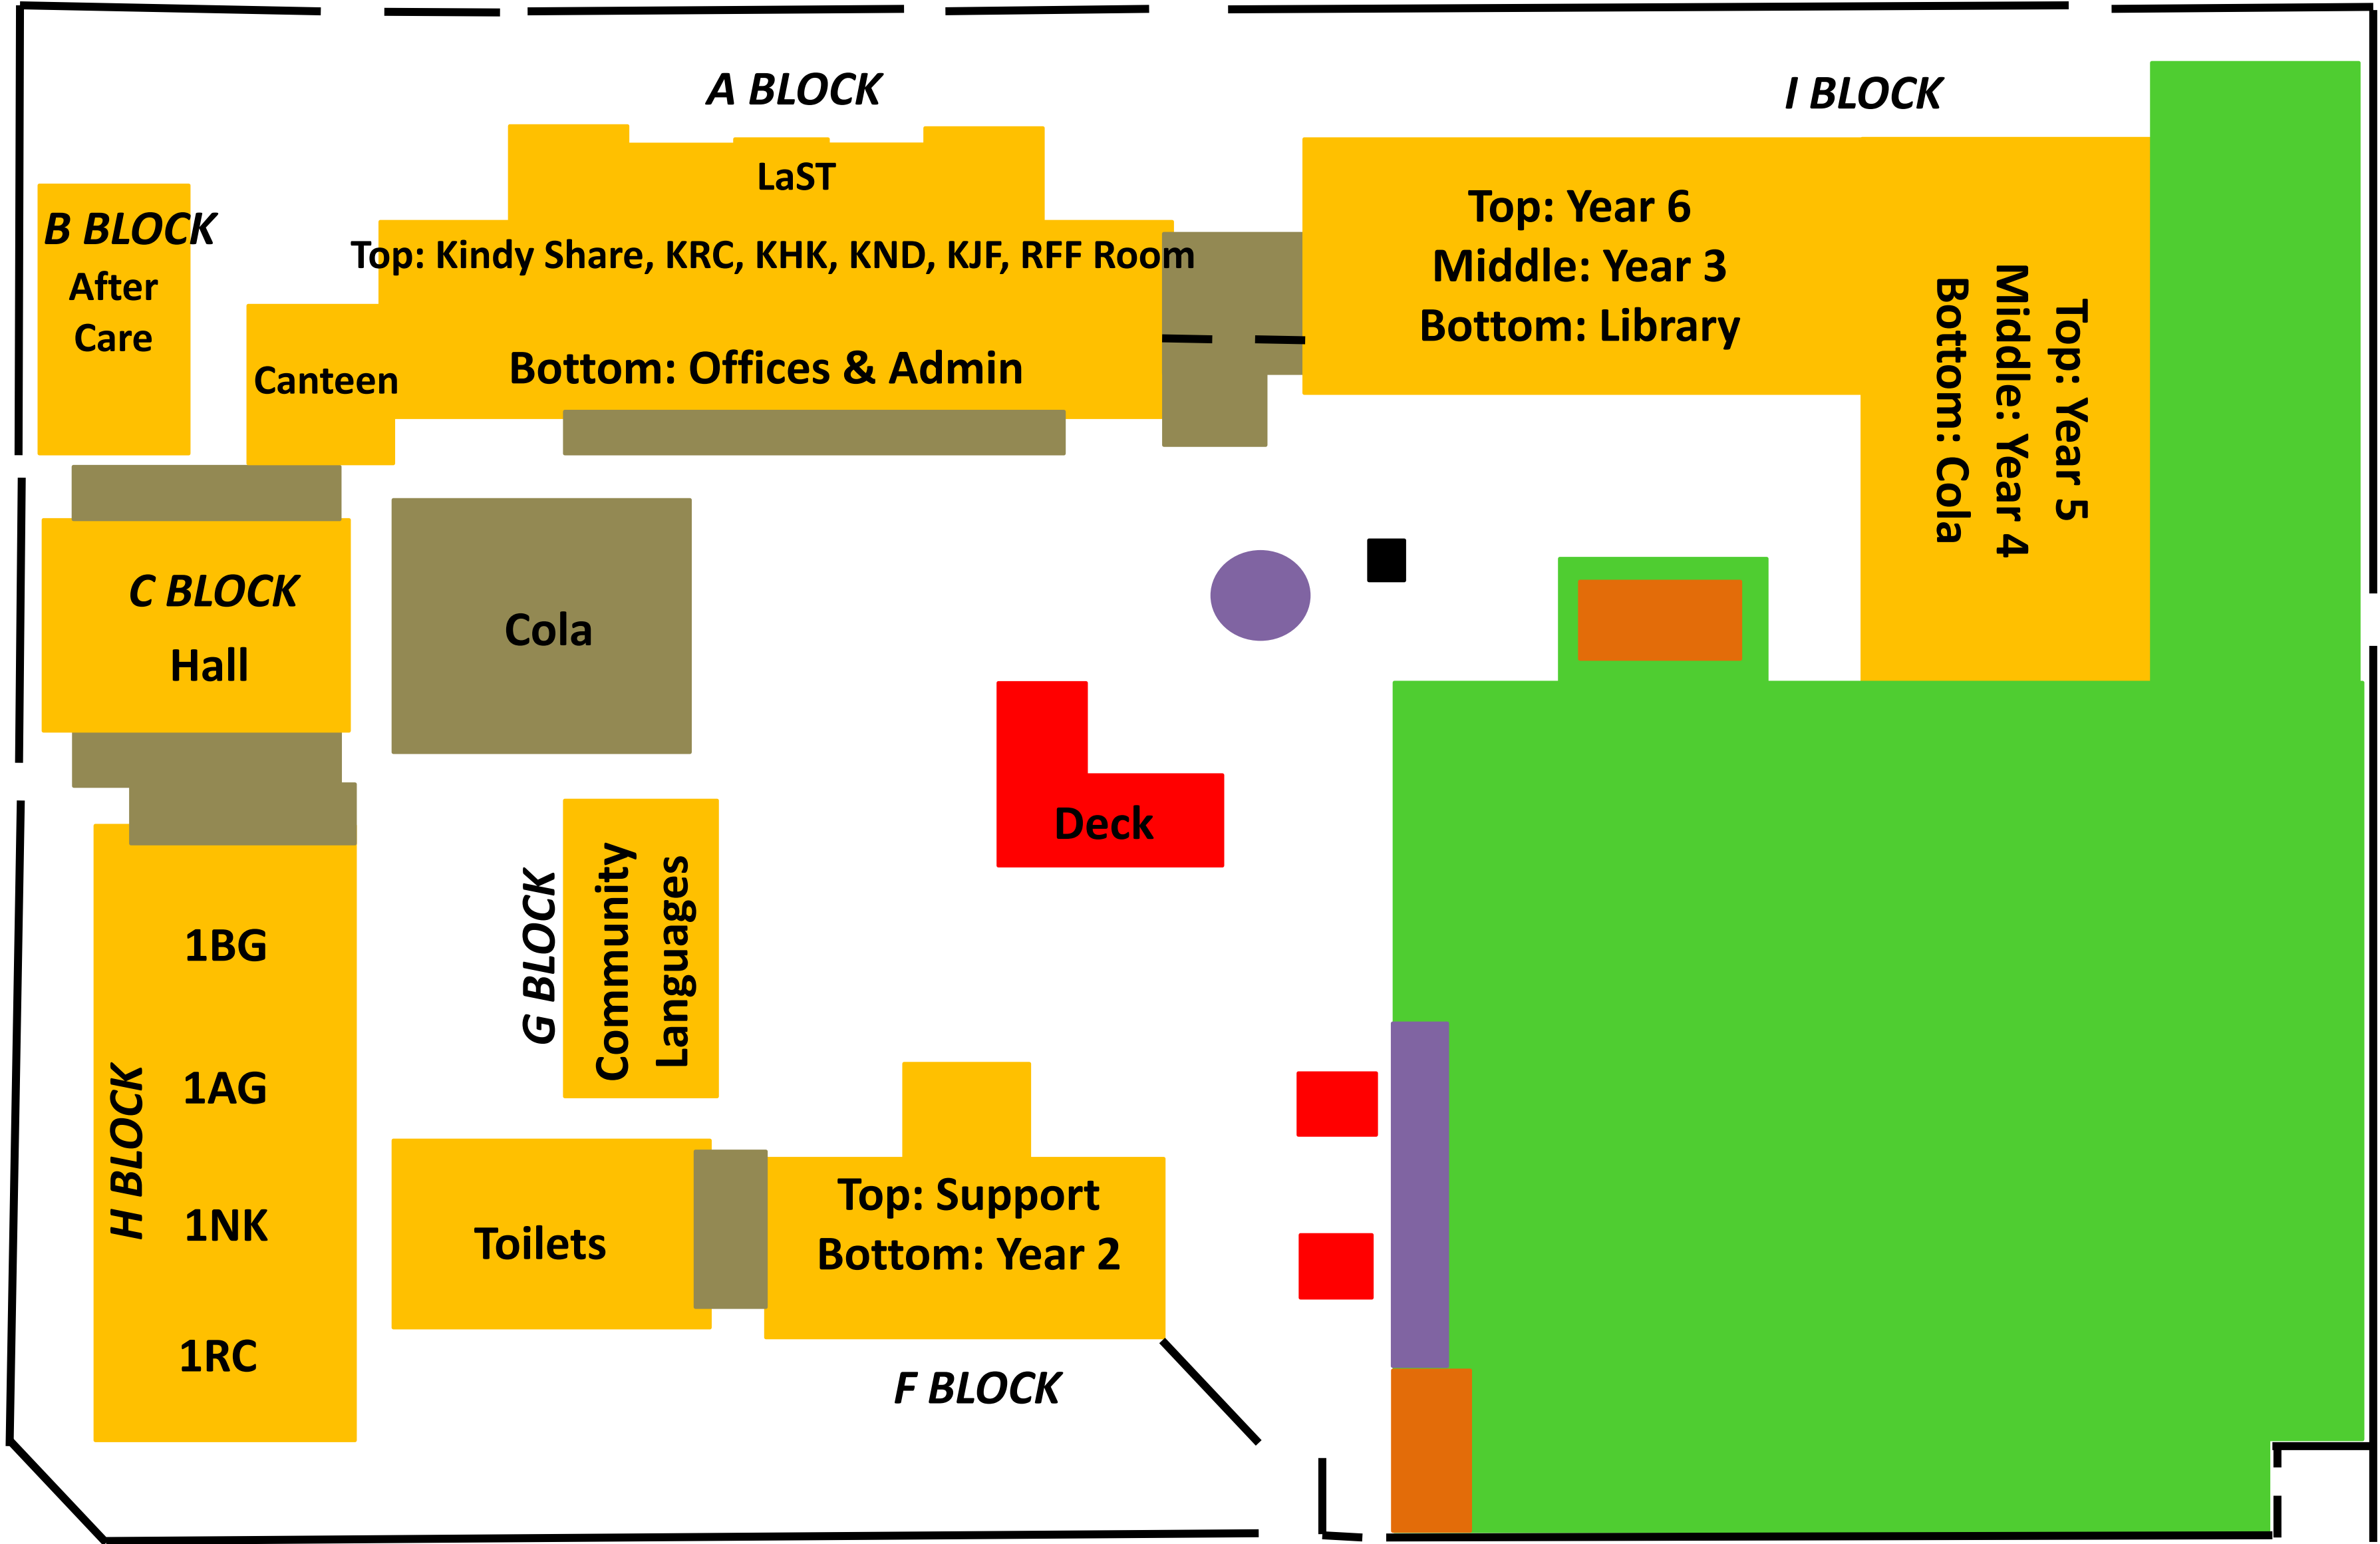 A BLOCK
I BLOCK
LaST
B BLOCK
After
Care
Top: Kindy Share, KRC, KHK, KND, KJF, RFF Room
Canteen
Bottom: Offices & Admin
Top: Year 6
Middle: Year 3
Bottom: Library
Top: Year 5
Middle: Year 4
Bottom: Cola
C BLOCK
Hall
Cola
Deck
G BLOCK
Community
Languages
H BLOCK
1BG
1AG
1NK
1RC
Toilets
Top: Support
Bottom: Year 2
F BLOCK